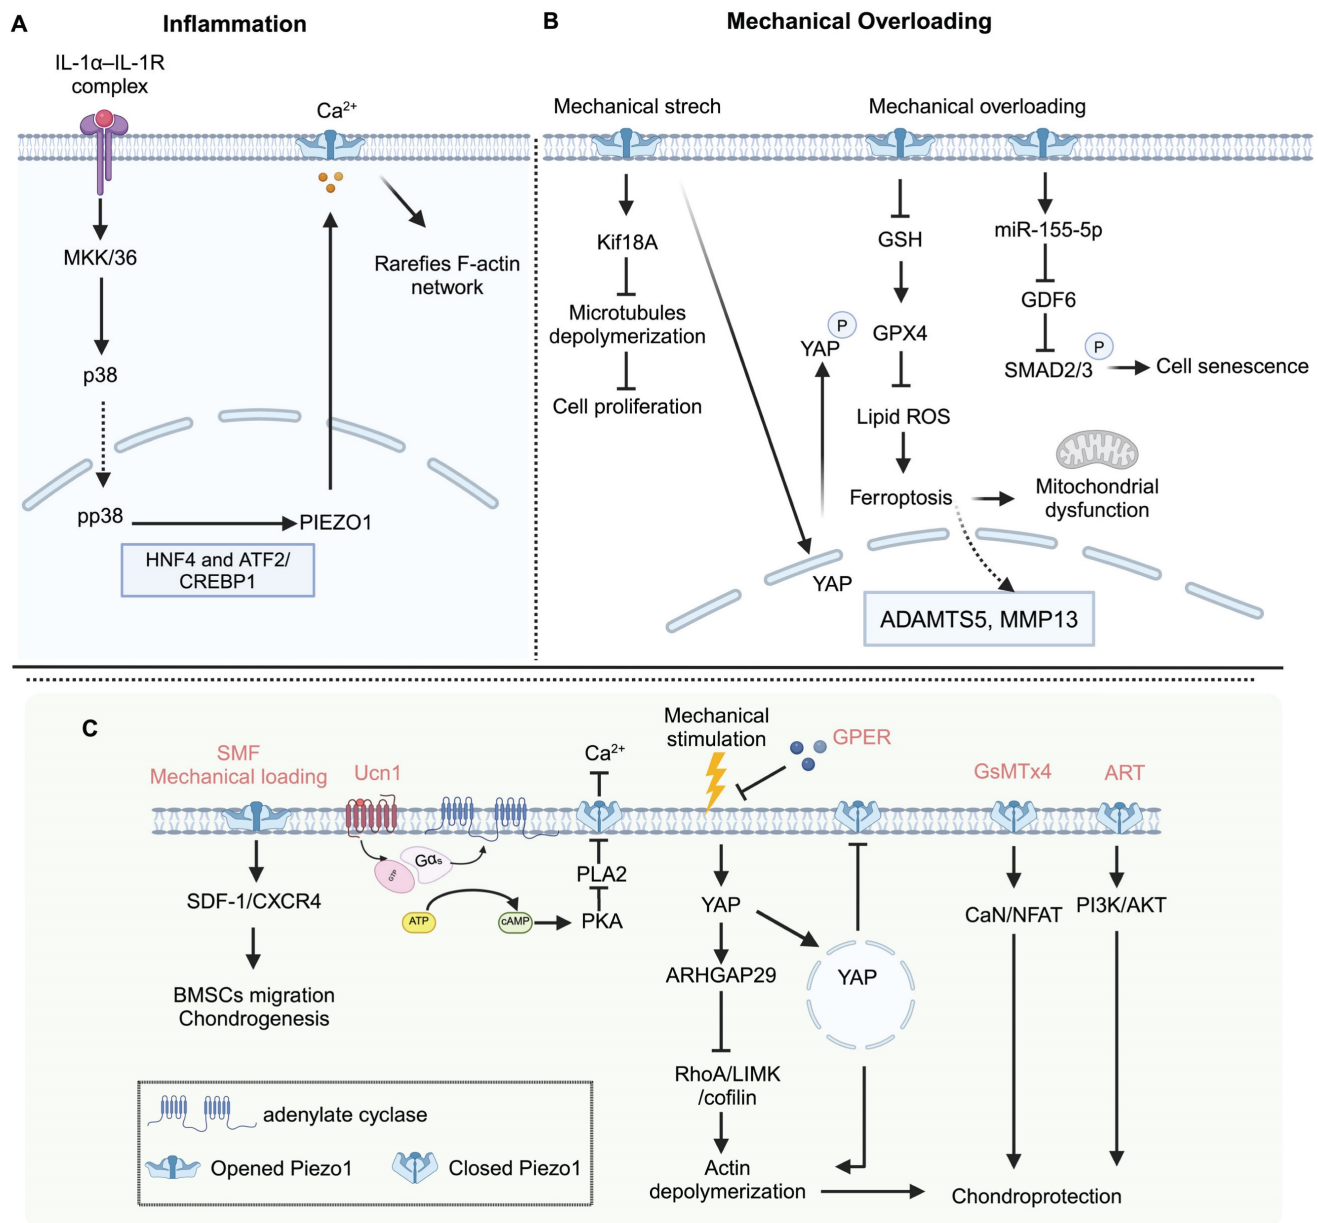 A
Inflammation
IL-1α–IL-1R
complex
Ca²⁺
MKK/36
Rarefies F-actin
network
p38
pp38
PIEZO1
HNF4 and ATF2/
CREBP1
B
Mechanical Overloading
Mechanical strech
Mechanical overloading
Kif18A
GSH
miR-155-5p
Microtubules
depolymerization
GDF6
P
YAP
GPX4
P
SMAD2/3
Cell senescence
Cell proliferation
Lipid ROS
Ferroptosis
Mitochondrial
dysfunction
YAP
ADAMTS5, MMP13
C
SMF
Mechanical loading
Ucn1
Ca²⁺
Mechanical
stimulation
GPER
GsMTx4
ART
Gαs
GTP
PLA2
SDF-1/CXCR4
ATP
cAMP
PKA
YAP
CaN/NFAT
PI3K/AKT
ARHGAP29
YAP
BMSCs migration
Chondrogenesis
RhoA/LIMK
/cofilin
adenylate cyclase
Opened Piezo1
Closed Piezo1
Actin
depolymerization
Chondroprotection